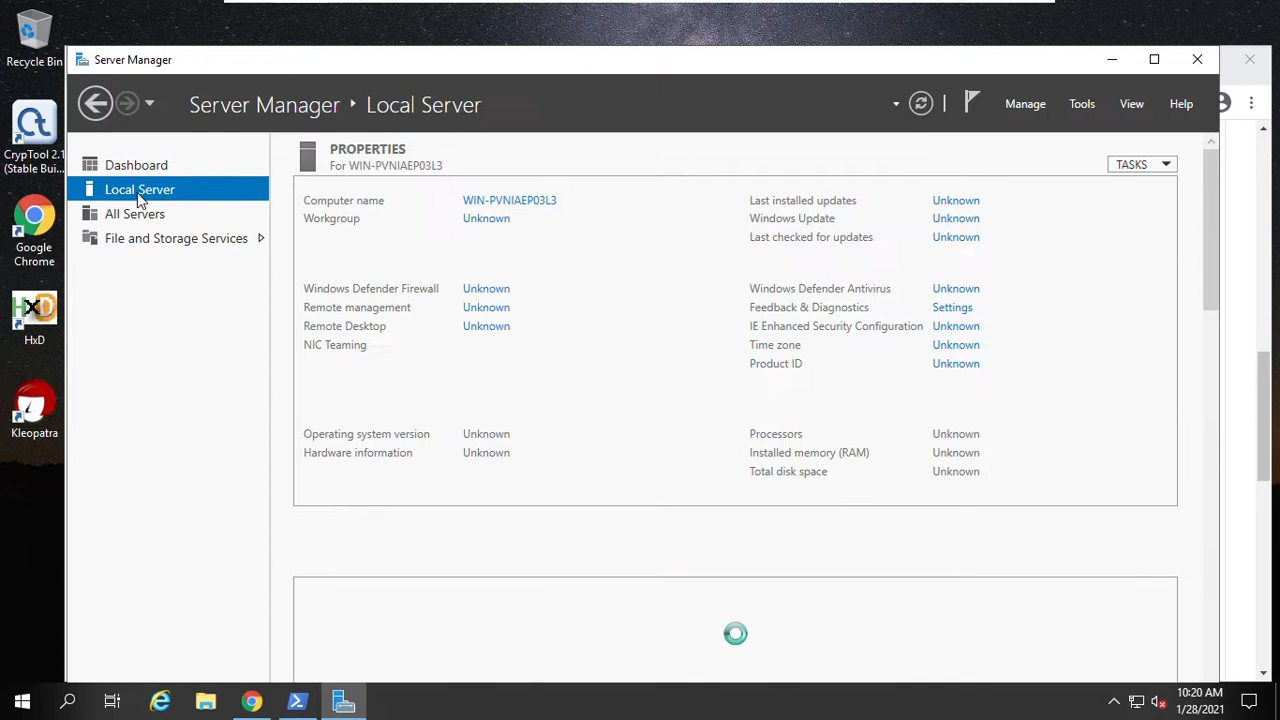 Recycle Bin
CrypTool 2.1
(Stable Bui...
Google
Chrome
HxD
Kleopatra
Server Manager
Server Manager
Local Server
Manage
Tools
View
Help
Dashboard
Local Server
All Servers
File and Storage Services
PROPERTIES
For WIN-PVNIAEP03L3
TASKS
Computer name WIN-PVNIAEP03L3 Last installed updates Unknown
Workgroup Unknown Windows Update Unknown
Last checked for updates Unknown
Windows Defender Firewall Unknown Windows Defender Antivirus Unknown
Remote management Unknown Feedback & Diagnostics Settings
Remote Desktop Unknown IE Enhanced Security Configuration Unknown
NIC Teaming Time zone Unknown
Product ID Unknown
Operating system version Unknown Processors Unknown
Hardware information Unknown Installed memory (RAM) Unknown
Total disk space Unknown
10:20 AM
1/28/2021